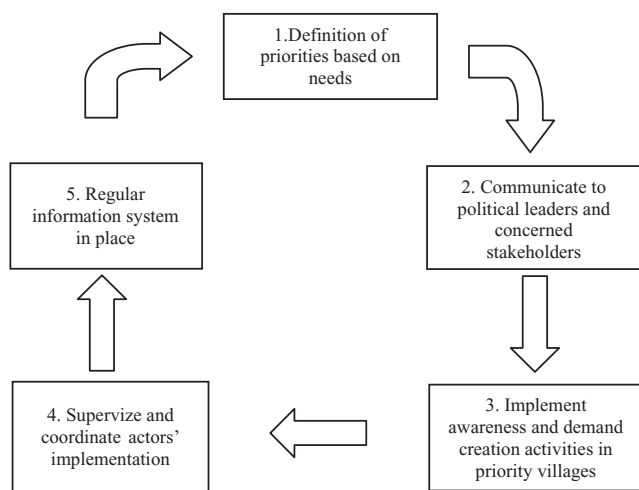 1.Definition of
priorities based on
needs
2. Communicate to
political leaders and
concerned
stakeholders
3. Implement
awareness and demand
creation activities in
priority villages
4. Supervize and
coordinate actors’
implementation
5. Regular
information system
in place